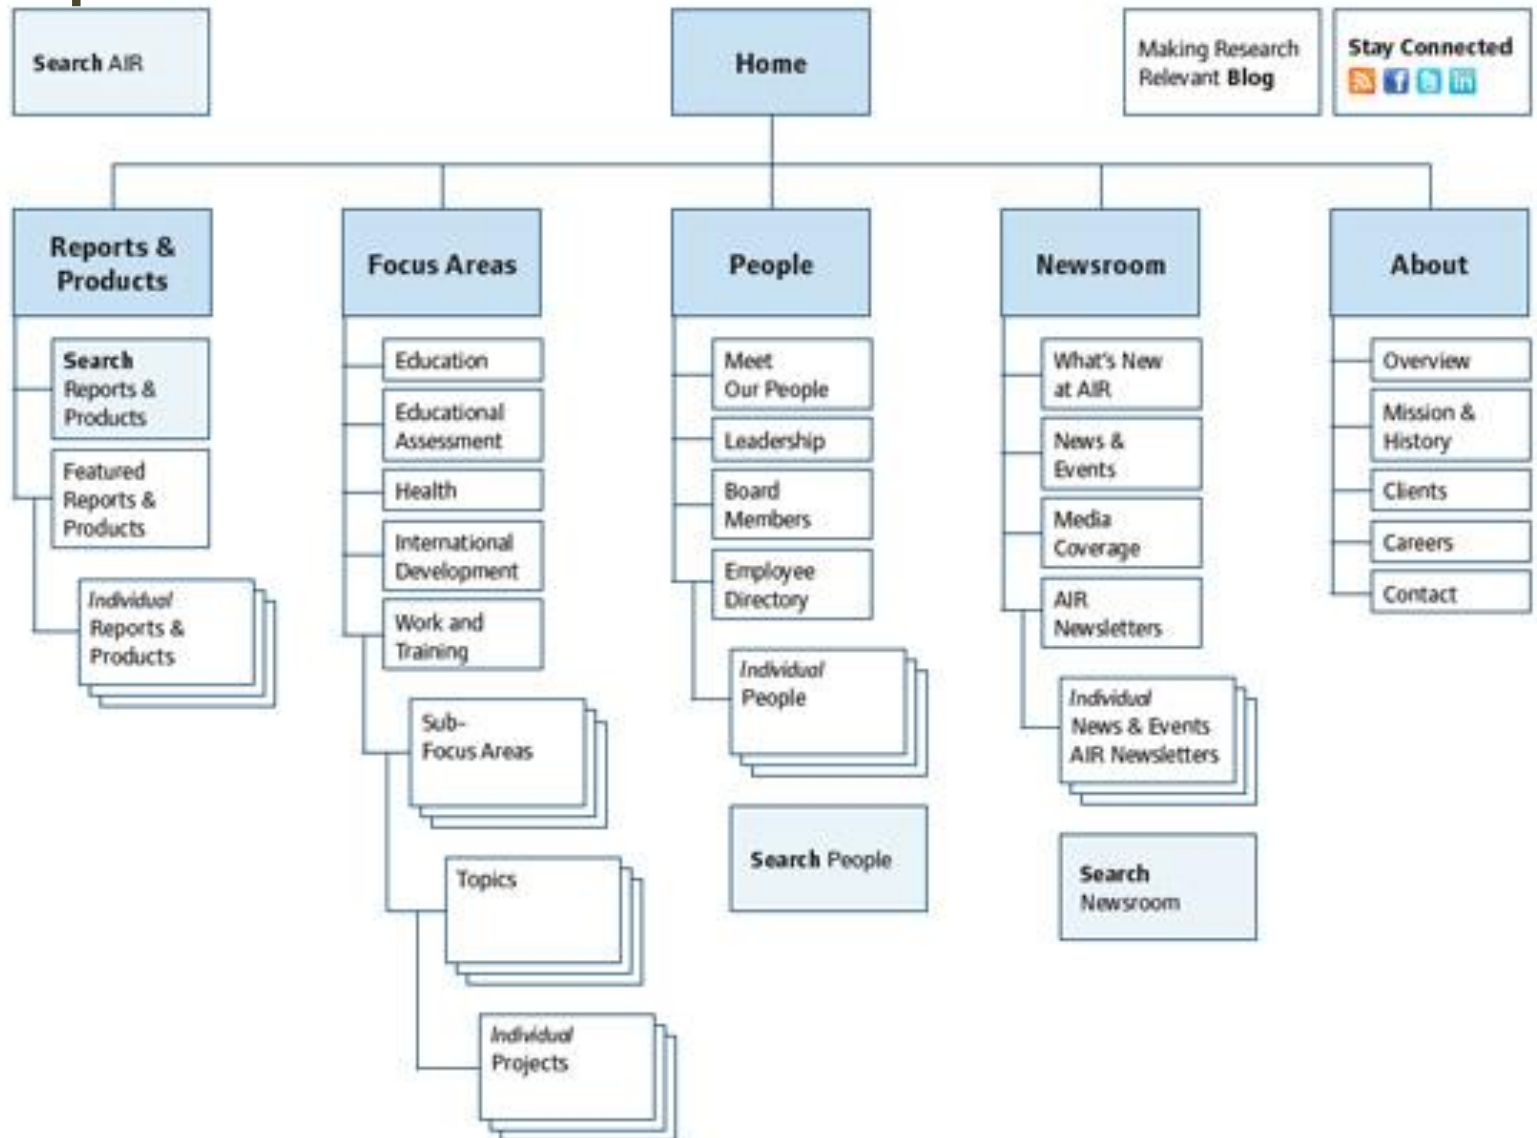 Search AIR
Home
Making Research
Relevant Blog
Stay Connected
Reports &
Products
Focus Areas
People
Newsroom
About
Search
Reports &
Products
Featured
Reports &
Products
Individual
Reports &
Products
Education
Educational
Assessment
Health
International
Development
Work and
Training
Sub-
Focus Areas
Topics
Individual
Projects
Meet
Our People
Leadership
Board
Members
Employee
Directory
Individual
People
Search People
What's New
at AIR
News &
Events
Media
Coverage
AIR
Newsletters
Individual
News & Events
AIR Newsletters
Search
Newsroom
Overview
Mission &
History
Clients
Careers
Contact